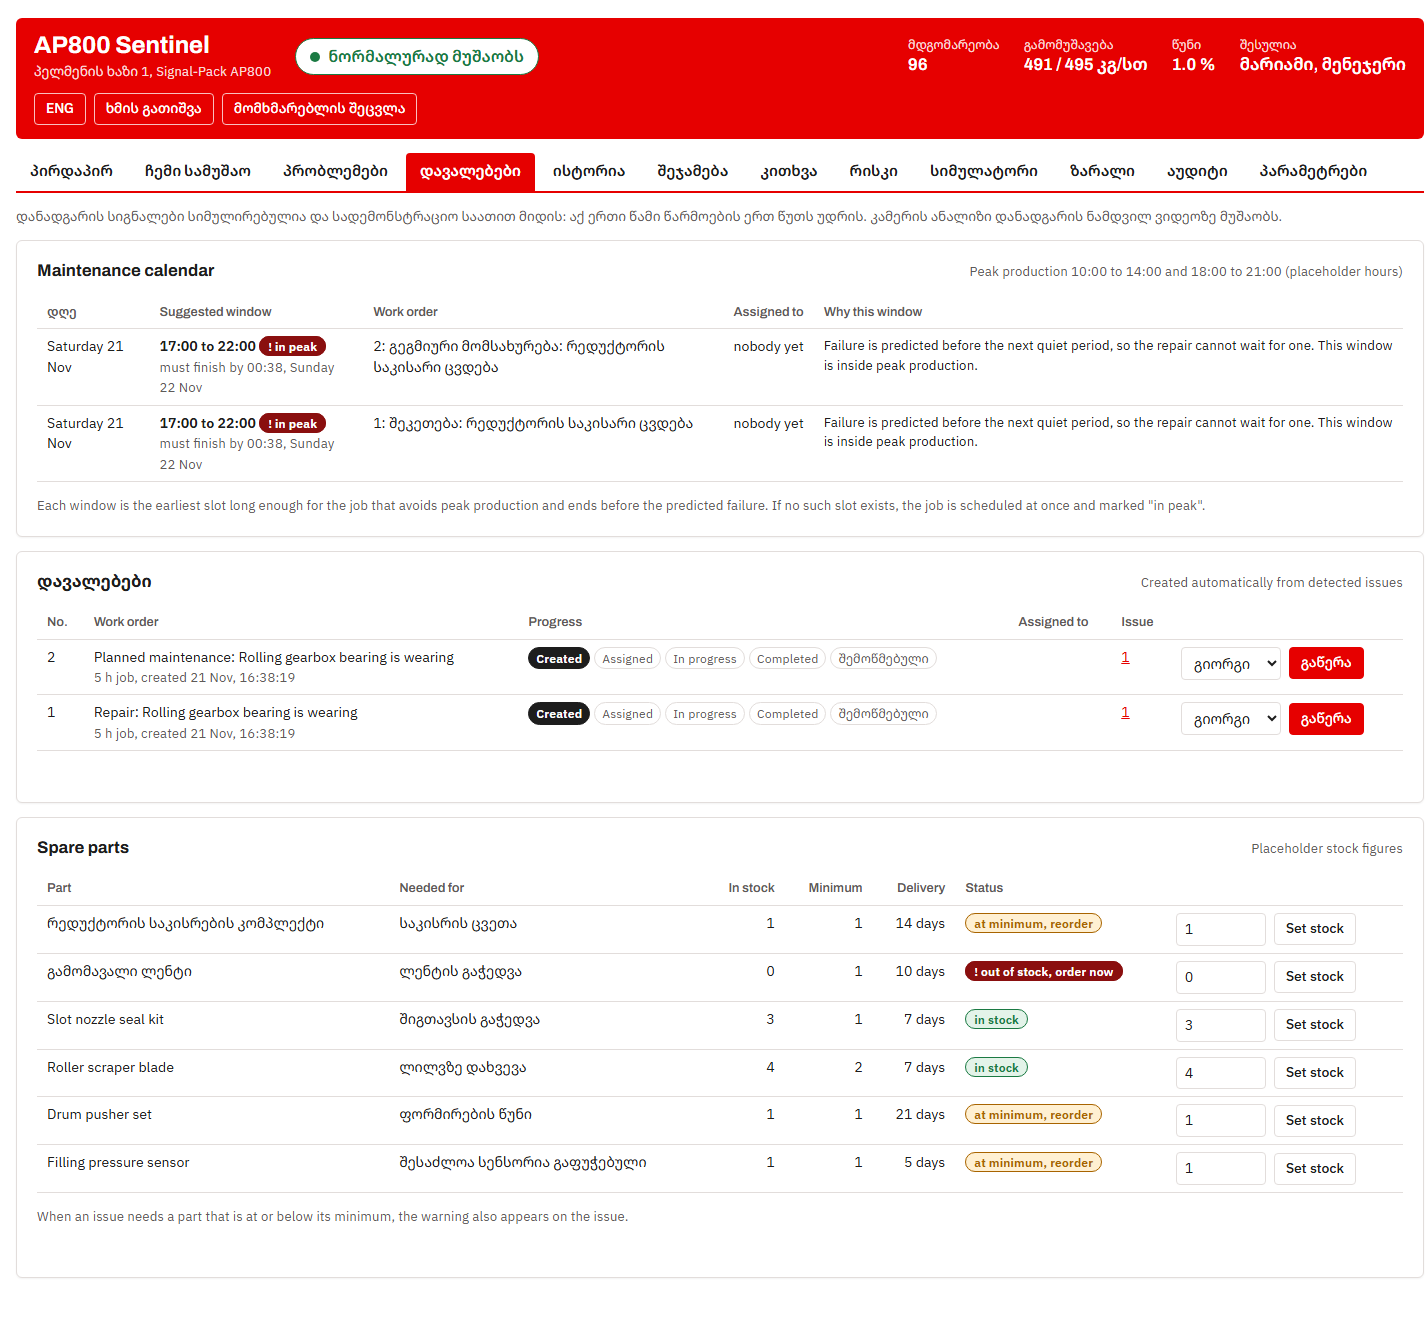 AP800 Sentinel
პელმენის ხაზი 1, Signal-Pack AP800
ნორმალურად მუშაობს
მდგომარეობა
96
გამომუშავება
491 / 495 კგ/სთ
წუნი
1.0 %
შესულია
მარიამი, მენეჯერი
ENG
ხმის გათიშვა
მომხმარებლის შეცვლა
პირდაპირ ჩემი სამუშაო პრობლემები დავალებები ისტორია შეჯამება კითხვა რისკი სიმულატორი ზარალი აუდიტი პარამეტრები
დანადგარის სიგნალები სიმულირებულია და სადემონსტრაციო საათით მიდის: აქ ერთი წამი წარმოების ერთ წუთს უდრის. კამერის ანალიზი დანადგარის ნამდვილ ვიდეოზე მუშაობს.
Maintenance calendar
Peak production 10:00 to 14:00 and 18:00 to 21:00 (placeholder hours)
დღე Suggested window Work order Assigned to Why this window
Saturday 21 Nov
17:00 to 22:00 ! in peak
must finish by 00:38, Sunday 22 Nov
2: გეგმიური მომსახურება: რედუქტორის საკისარი ცვდება
nobody yet
Failure is predicted before the next quiet period, so the repair cannot wait for one. This window is inside peak production.
Saturday 21 Nov
17:00 to 22:00 ! in peak
must finish by 00:38, Sunday 22 Nov
1: შეკეთება: რედუქტორის საკისარი ცვდება
nobody yet
Failure is predicted before the next quiet period, so the repair cannot wait for one. This window is inside peak production.
Each window is the earliest slot long enough for the job that avoids peak production and ends before the predicted failure. If no such slot exists, the job is scheduled at once and marked "in peak".
დავალებები
Created automatically from detected issues
No. Work order Progress Assigned to Issue
2 Planned maintenance: Rolling gearbox bearing is wearing Created Assigned In progress Completed შემოწმებული 1 გიორგი გაწერა
5 h job, created 21 Nov, 16:38:19
1 Repair: Rolling gearbox bearing is wearing Created Assigned In progress Completed შემოწმებული 1 გიორგი გაწერა
5 h job, created 21 Nov, 16:38:19
Spare parts
Placeholder stock figures
Part Needed for In stock Minimum Delivery Status
რედუქტორის საკისრების კომპლექტი საკისრის ცვეთა 1 1 14 days at minimum, reorder 1 Set stock
გამომავალი ლენტი ლენტის გაჭედვა 0 1 10 days ! out of stock, order now 0 Set stock
Slot nozzle seal kit შიგთავსის გაჭედვა 3 1 7 days in stock 3 Set stock
Roller scraper blade ლილვზე დახვევა 4 2 7 days in stock 4 Set stock
Drum pusher set ფორმირების წუნი 1 1 21 days at minimum, reorder 1 Set stock
Filling pressure sensor შესაძლოა სენსორია გაფუჭებული 1 1 5 days at minimum, reorder 1 Set stock
When an issue needs a part that is at or below its minimum, the warning also appears on the issue.